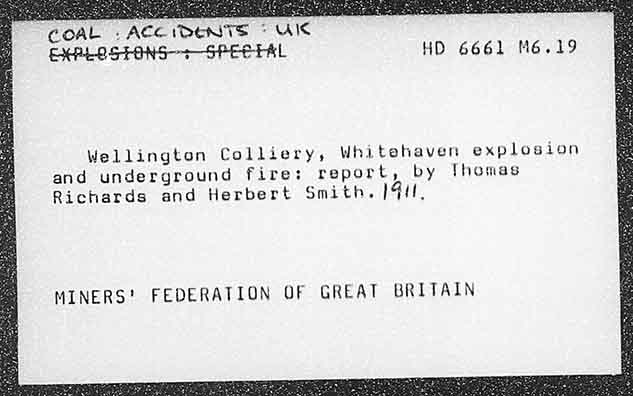 COAL : ACCIDENTS : UK
EXPLOSIONS : SPECIAL
HD 6661 M6.19
Wellington Colliery, Whitehaven explosion
and underground fire: report, by Thomas
Richards and Herbert Smith. 1911.
MINERS' FEDERATION OF GREAT BRITAIN